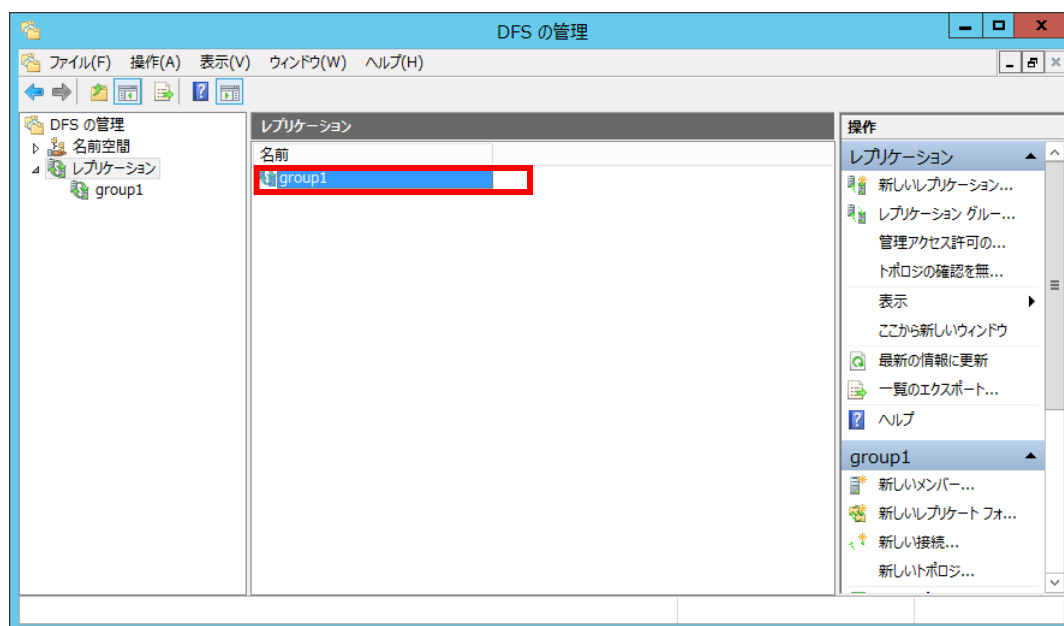 DFS の管理
ファイル(F) 操作(A) 表示(V) ウィンドウ(W) ヘルプ(H)
DFS の管理
名前空間
レプリケーション
group1
レプリケーション
名前
group1
操作
レプリケーション
新しいレプリケーション...
レプリケーション グルー...
管理アクセス許可の...
トポロジの確認を無...
表示
ここから新しいウィンドウ
最新の情報に更新
一覧のエクスポート...
ヘルプ
group1
新しいメンバー...
新しいレプリケート フォ...
新しい接続...
新しいトポロジ...